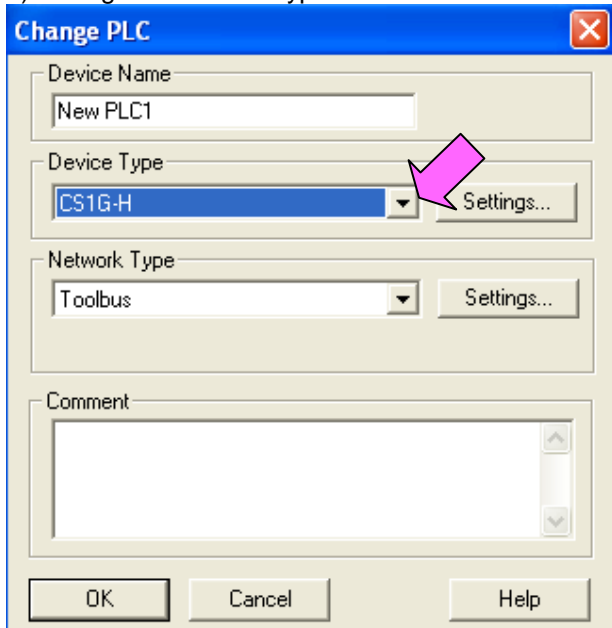 Change PLC
Device Name
New PLC1
Device Type
CS1G-H
Settings...
Network Type
Toolbus
Settings...
Comment
OK Cancel Help